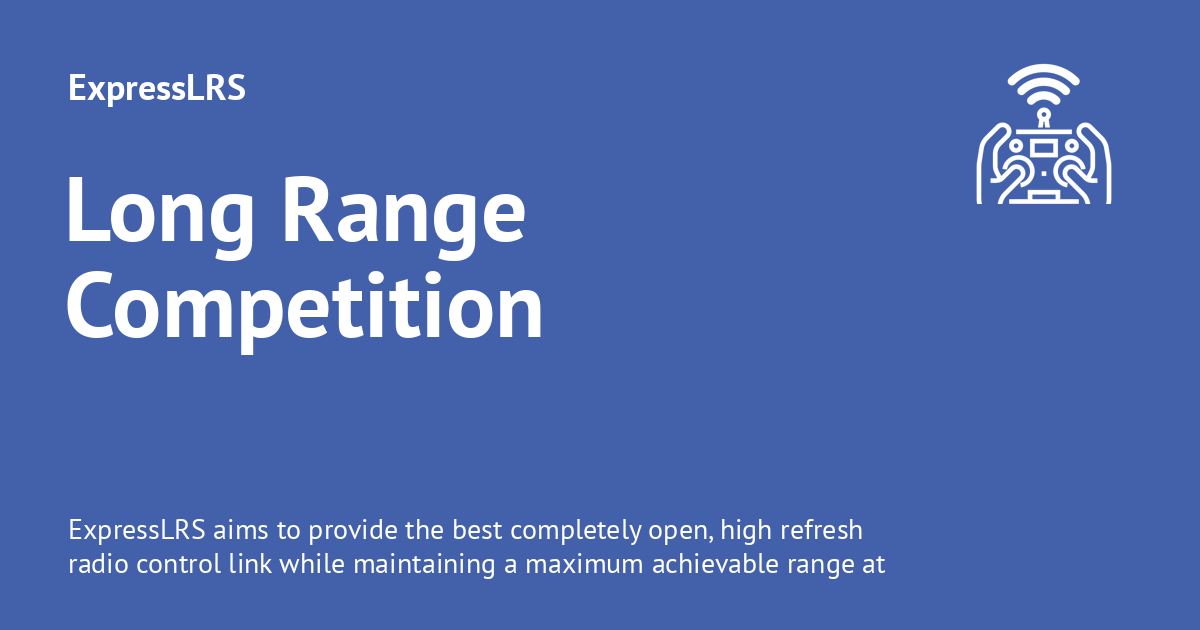 ExpressLRS
Long Range
Competition
ExpressLRS aims to provide the best completely open, high refresh
radio control link while maintaining a maximum achievable range at